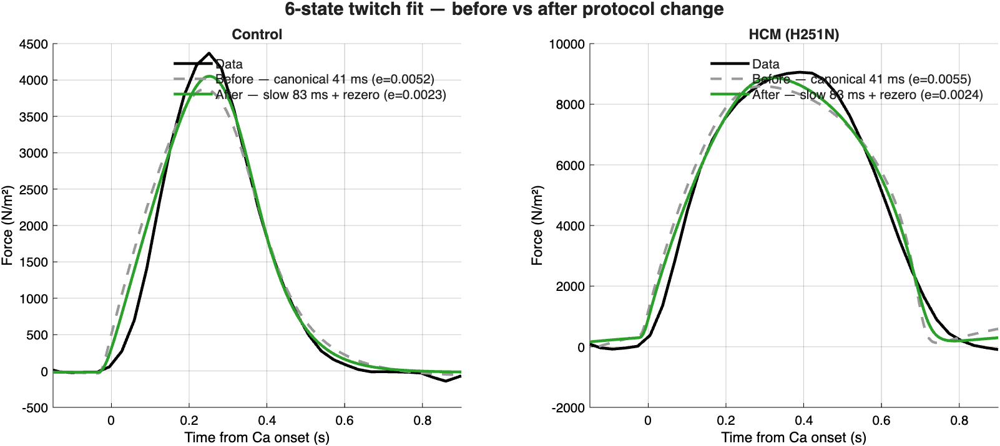 6-state twitch fit — before vs after protocol change
Control
4500
4000
3500
3000
2500
2000
1500
1000
500
0
-500
Force (N/m²)
Data
Before — canonical 41 ms (e=0.0052)
After — slow 83 ms + rezero (e=0.0023)
0
0.2
0.4
0.6
0.8
Time from Ca onset (s)
HCM (H251N)
10000
8000
6000
4000
2000
0
-2000
Force (N/m²)
Data
Before — canonical 41 ms (e=0.0055)
After — slow 83 ms + rezero (e=0.0024)
0
0.2
0.4
0.6
0.8
Time from Ca onset (s)